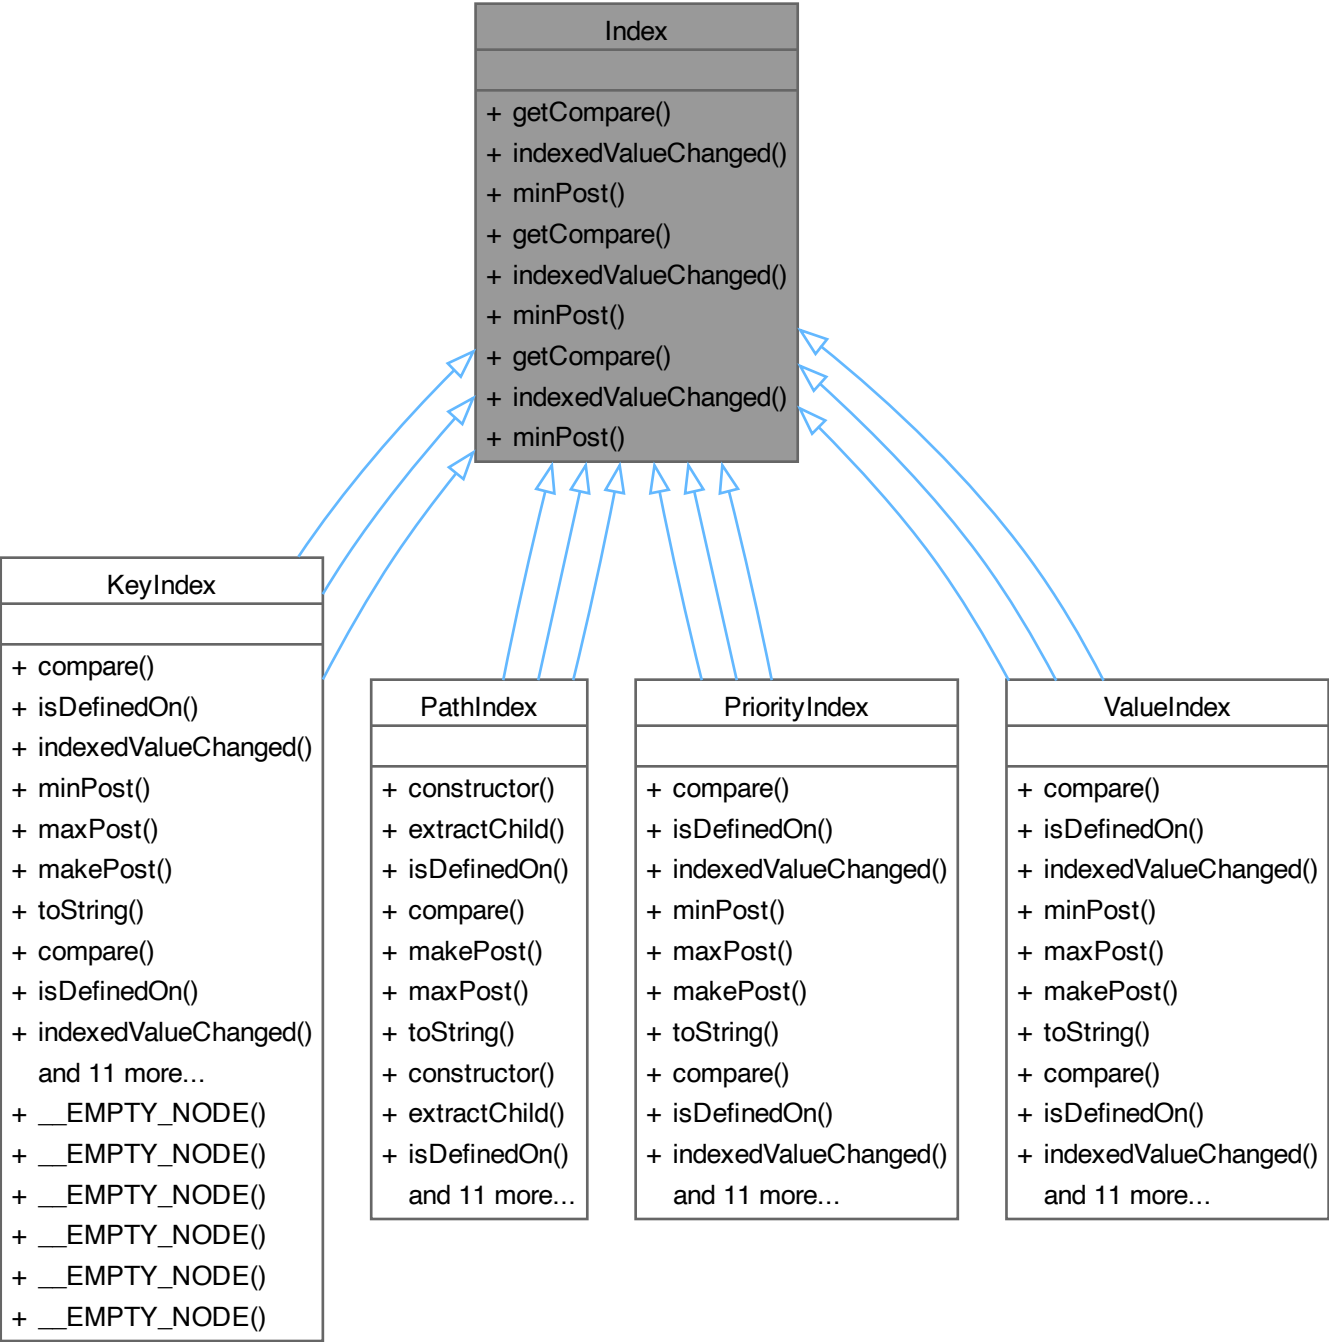 Index
+ getCompare()
+ indexedValueChanged()
+ minPost()
+ getCompare()
+ indexedValueChanged()
+ minPost()
+ getCompare()
+ indexedValueChanged()
+ minPost()
KeyIndex
+ compare()
+ isDefinedOn()
+ indexedValueChanged()
+ minPost()
+ maxPost()
+ makePost()
+ toString()
+ compare()
+ isDefinedOn()
+ indexedValueChanged()
and 11 more...
+ __EMPTY_NODE()
+ __EMPTY_NODE()
+ __EMPTY_NODE()
+ __EMPTY_NODE()
+ __EMPTY_NODE()
+ __EMPTY_NODE()
PathIndex
+ constructor()
+ extractChild()
+ isDefinedOn()
+ compare()
+ makePost()
+ maxPost()
+ toString()
+ constructor()
+ extractChild()
+ isDefinedOn()
and 11 more...
PriorityIndex
+ compare()
+ isDefinedOn()
+ indexedValueChanged()
+ minPost()
+ maxPost()
+ makePost()
+ toString()
+ compare()
+ isDefinedOn()
+ indexedValueChanged()
and 11 more...
ValueIndex
+ compare()
+ isDefinedOn()
+ indexedValueChanged()
+ minPost()
+ maxPost()
+ makePost()
+ toString()
+ compare()
+ isDefinedOn()
+ indexedValueChanged()
and 11 more...